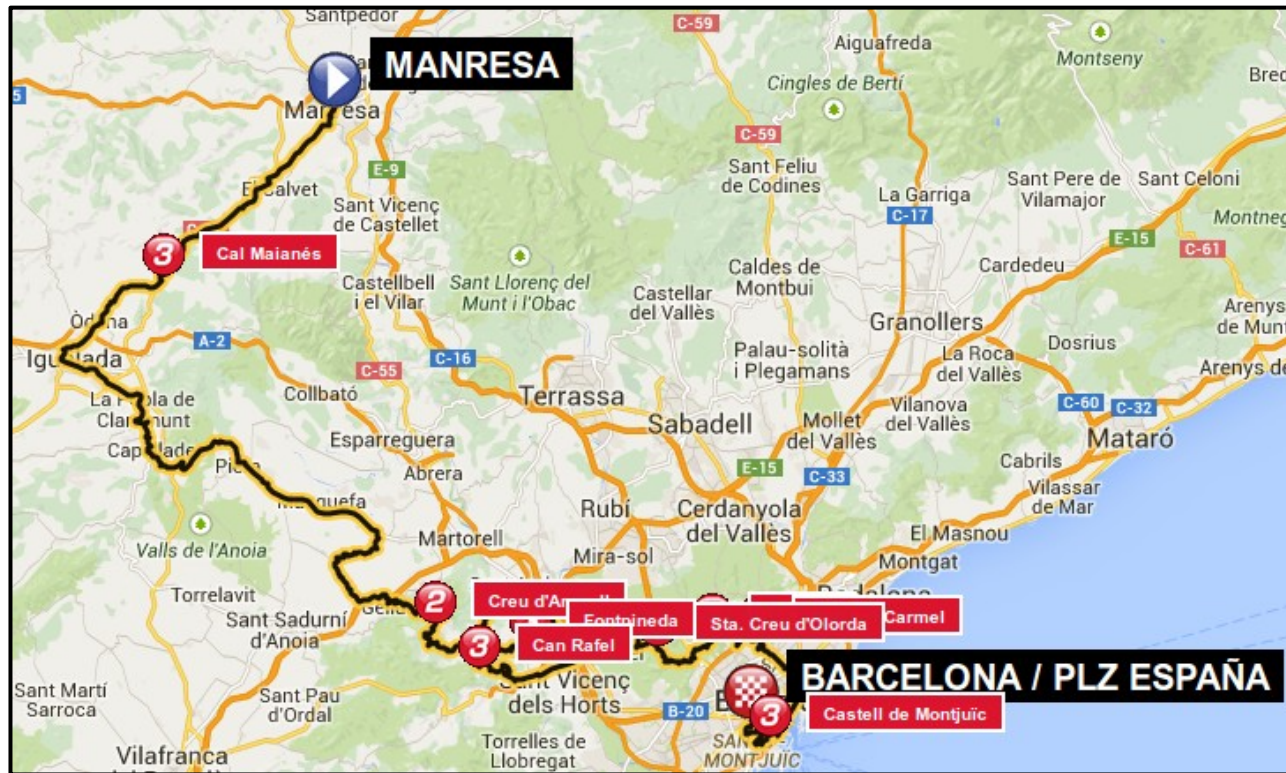 Santpedor
MANRESA
Manresa
C-59
Aiguafreda
Montseny
Cingles de Bertí
E-9
C-59
Sant Feliu
de Codines
La Garriga
C-17
Sant Pere de
Vilamajor
Sant Celoni
E-15
C-61
Sant Vicenç
de Castellet
3
Cal Maianés
Castellbell
i el Vilar
Sant Llorenç del
Munt i l'Obac
Castellar
del Vallès
Caldes de
Montbui
Cardedeu
Granollers
Arenys
de Munt
Dosrius
A-2
C-16
C-55
Collbató
Palau-solità
i Plegamans
La Roca
del Vallès
Terrassa
Sabadell
Mollet
del Vallès
Vilanova
del Vallès
C-60
C-32
Mataró
Esparreguera
Abrera
E-15
C-33
Cabrils
Vilassar
de Mar
Rubí
Cerdanyola
del Vallès
El Masnou
Montgat
Valls de l'Anoia
Martorell
Mira-sol
Torrelavit
Sant Sadurní
d'Anoia
2
Fontpineda
Sta. Creu d'Olorda
Carmel
3
Can Rafel
Sant Vicenç
dels Horts
BARCELONA / PLZ ESPAÑA
Sant Martí
Sarroca
Sant Pau
d'Ordal
B-20
3
Castell de Montjuïc
MONTJUÏC
Torrelles de
Llobregat
Vilafranca